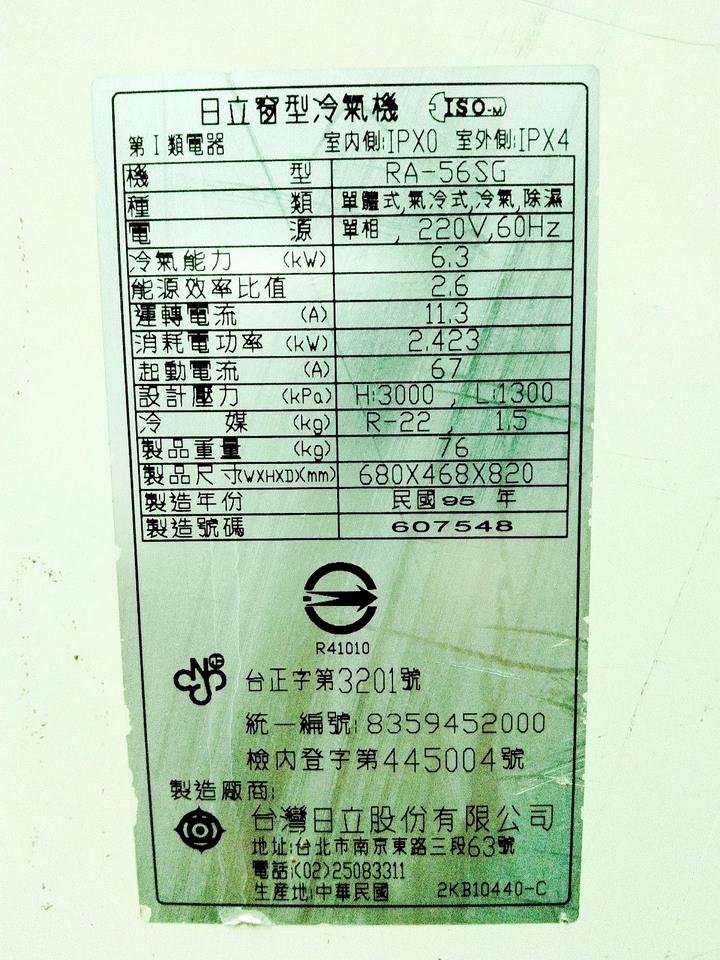 日立窗型冷氣機 ISO-M
第I類電器 室內側:IPX0 室外側:IPX4
機型 RA-56SG
種類 單體式,氣冷式,冷氣,除濕
電源 單相, 220V,60Hz
冷氣能力 (kW) 6.3
能源效率比值 2.6
運轉電流 (A) 11.3
消耗電功率 (kW) 2.423
起動電流 (A) 67
設計壓力 (kPa) H:3000 , L:1300
冷媒 (kg) R-22 , 1.5
製品重量 (kg) 76
製品尺寸WXHXDX(mm) 680X468X820
製造年份 民國95年
製造號碼 607548
R41010
台正字第3201號
統一編號:8359452000
檢內登字第445004號
製造廠商:
台灣日立股份有限公司
地址:台北市南京東路三段63號
電話:(02)25083311
生產地:中華民國 2KB10440-C